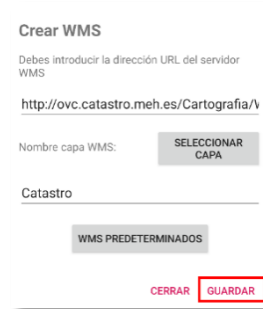 Crear WMS
Debes introducir la dirección URL del servidor
WMS
http://ovc.catastro.meh.es/Cartografia/
Nombre capa WMS:
SELECCIONAR
CAPA
Catastro
WMS PREDETERMINADOS
CERRAR
GUARDAR